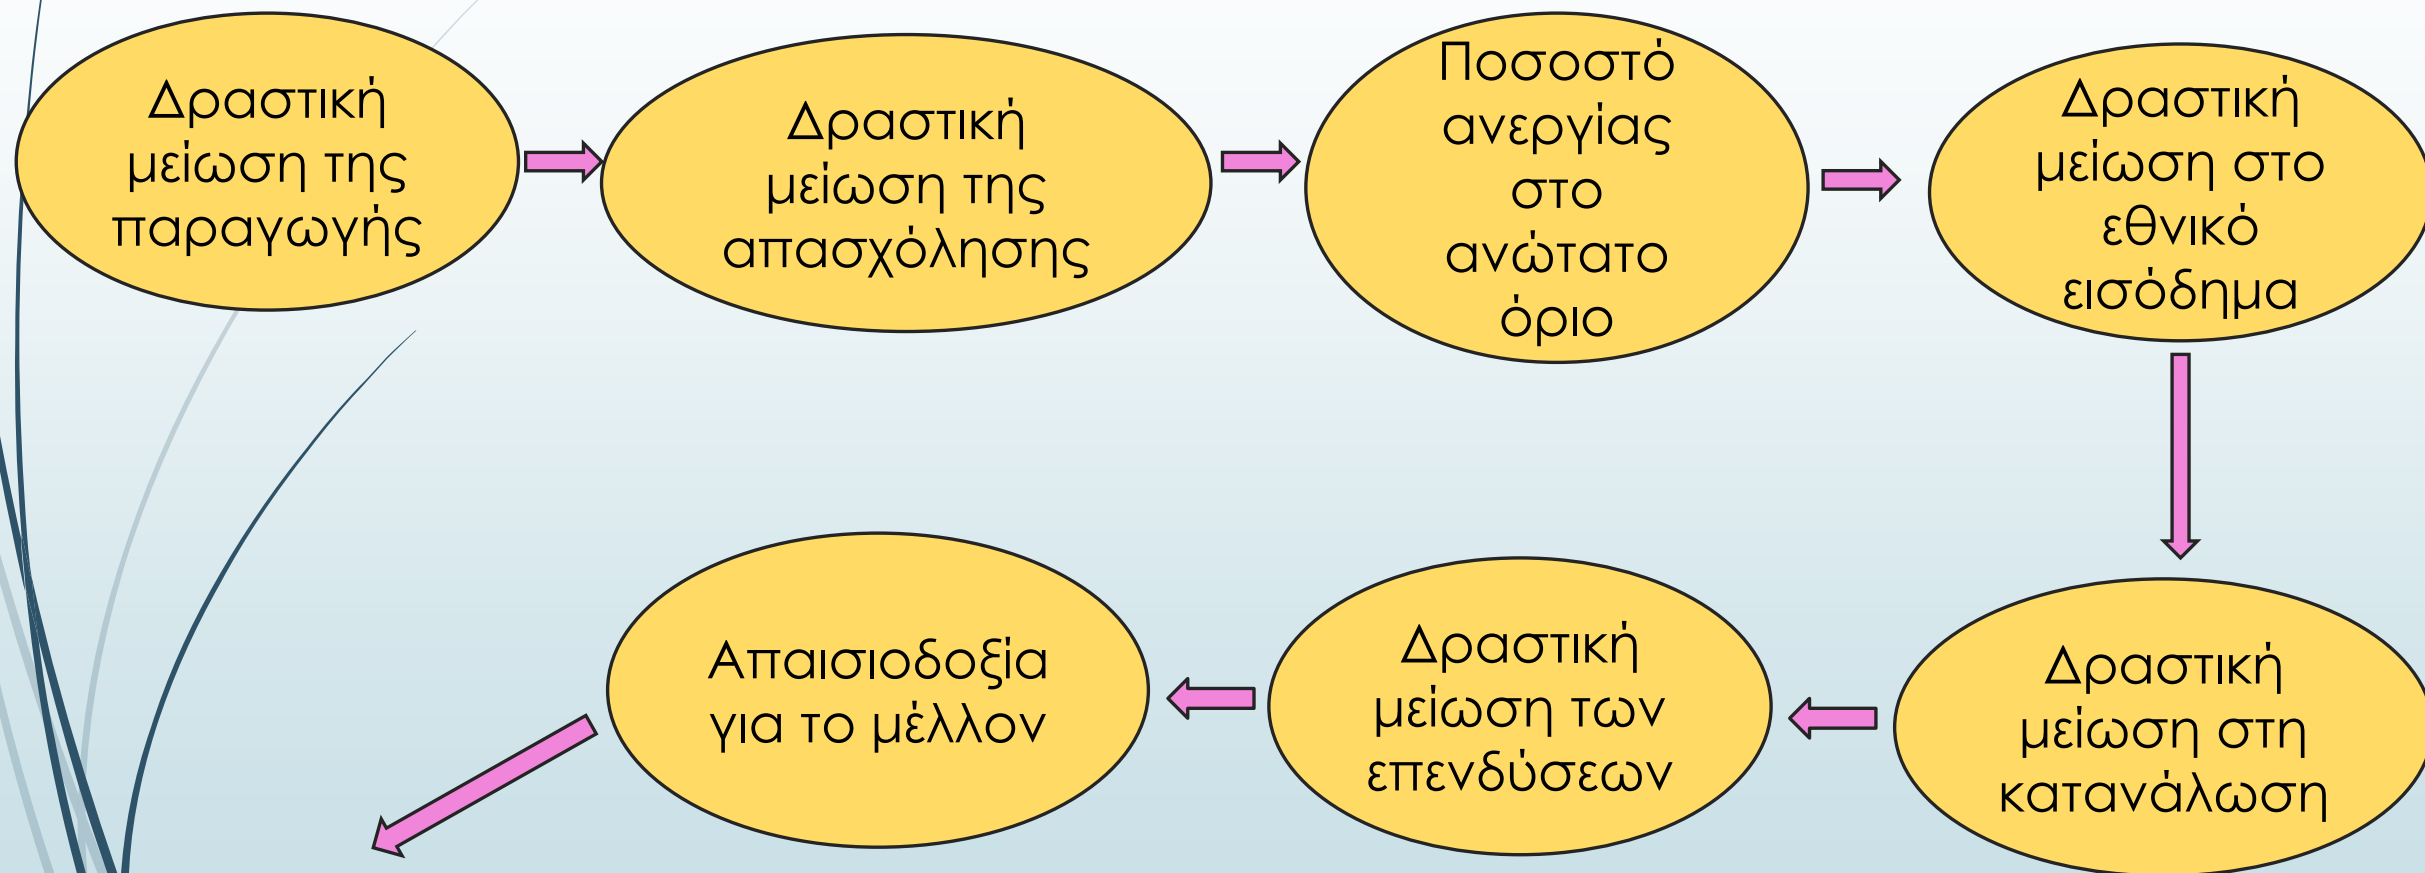 Δραστική
μείωση της
παραγωγής
Δραστική
μείωση της
απασχόλησης
Ποσοστό
ανεργίας
στο
ανώτατο
όριο
Δραστική
μείωση στο
εθνικό
εισόδημα
Δραστική
μείωση στη
κατανάλωση
Δραστική
μείωση των
επενδύσεων
Απαισιοδοξία
για το μέλλον